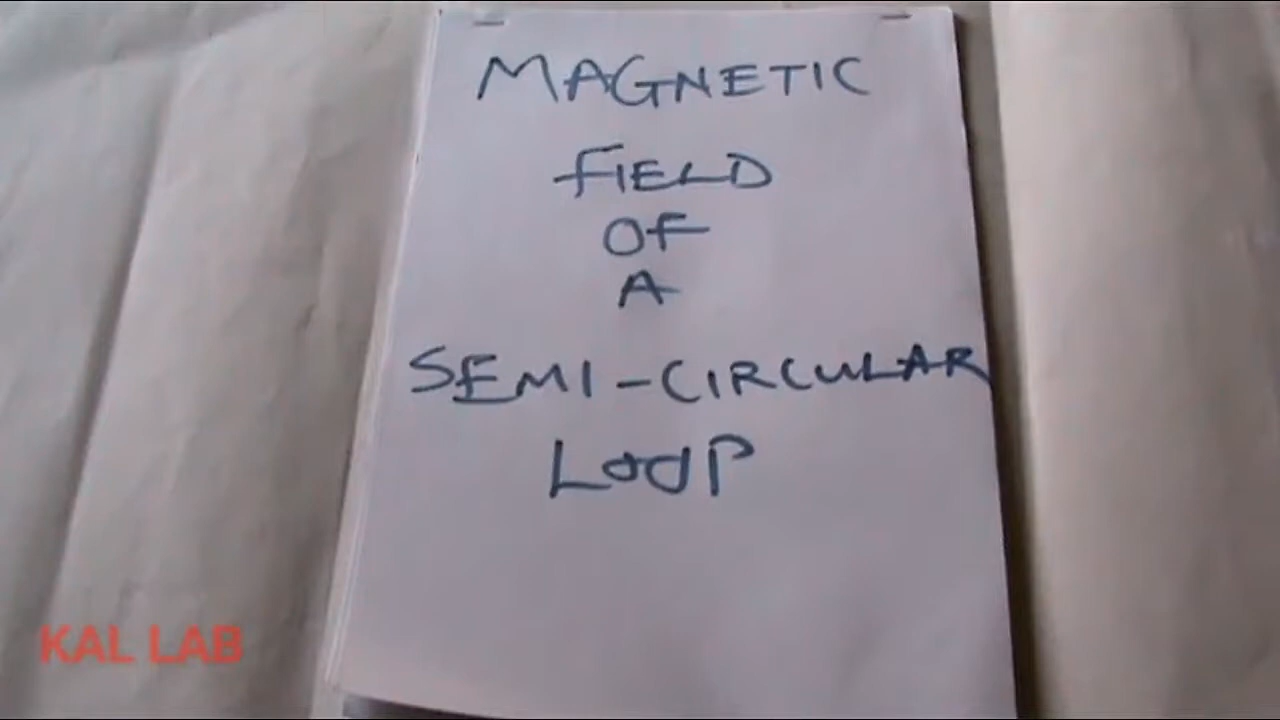 MAGNETIC
FIELD
OF
A
SEMI-CIRCULAR
LOOP
KAL LAB